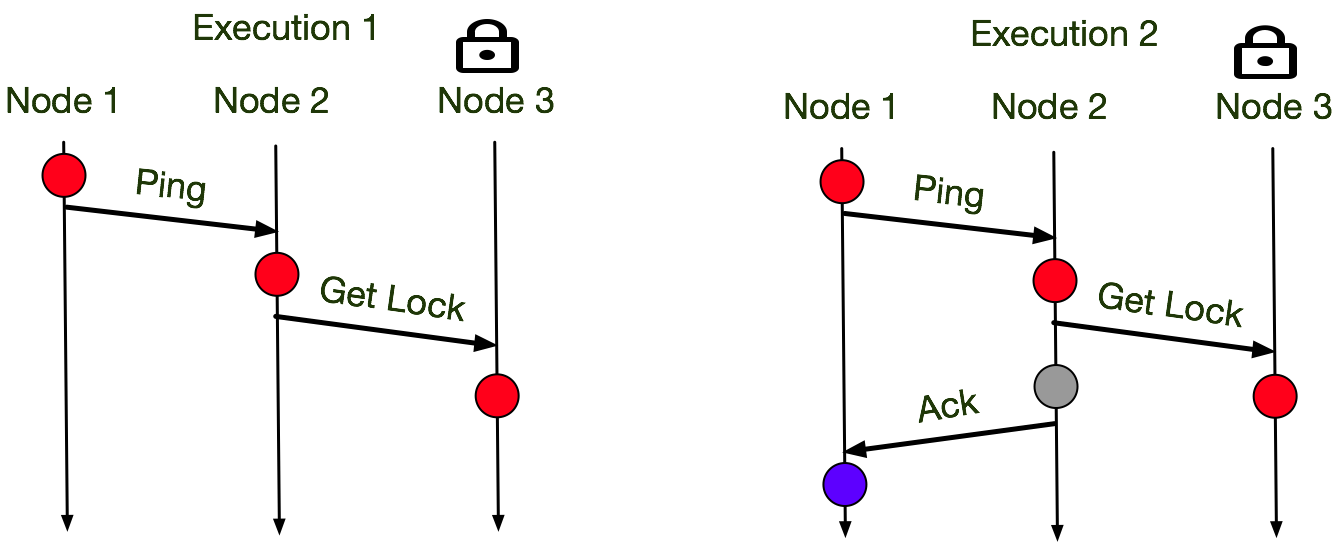 Execution 1
Node 1 Node 2 Node 3
Ping
Get Lock
Execution 2
Node 1 Node 2 Node 3
Ping
Get Lock
Ack